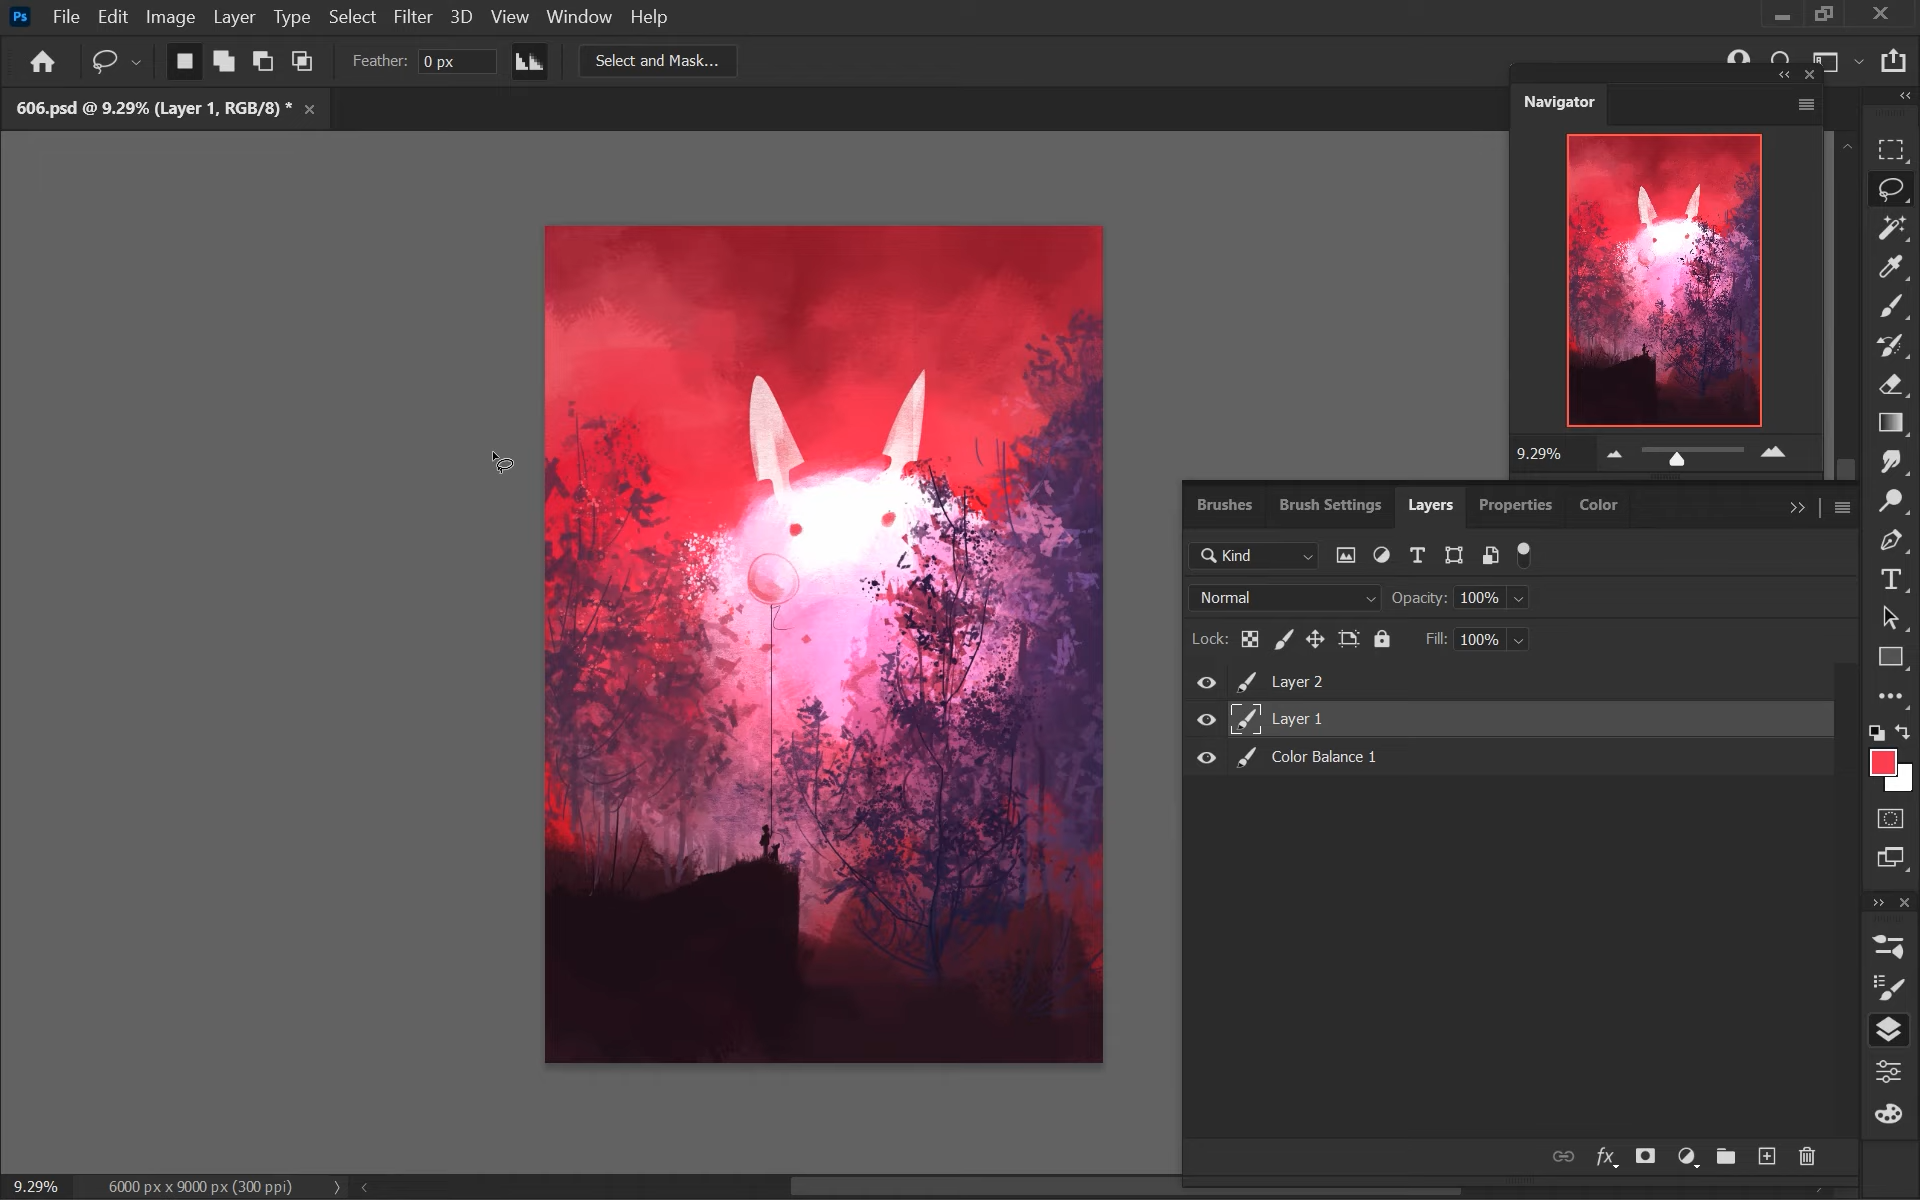 Ps File Edit Image Layer Type Select Filter 3D View Window Help
Feather: 0 px Select and Mask...
606.psd @ 9.29% (Layer 1, RGB/8) *
Navigator
9.29%
Brushes Brush Settings Layers Properties Color
Kind
Normal Opacity: 100%
Lock: Fill: 100%
Layer 2
Layer 1
Color Balance 1
fx
9.29% 6000 px x 9000 px (300 ppi)